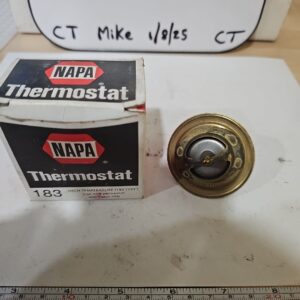 CT Mike 1/8/25 CT
NAPA
Thermostat
NAPA
Thermostat
183